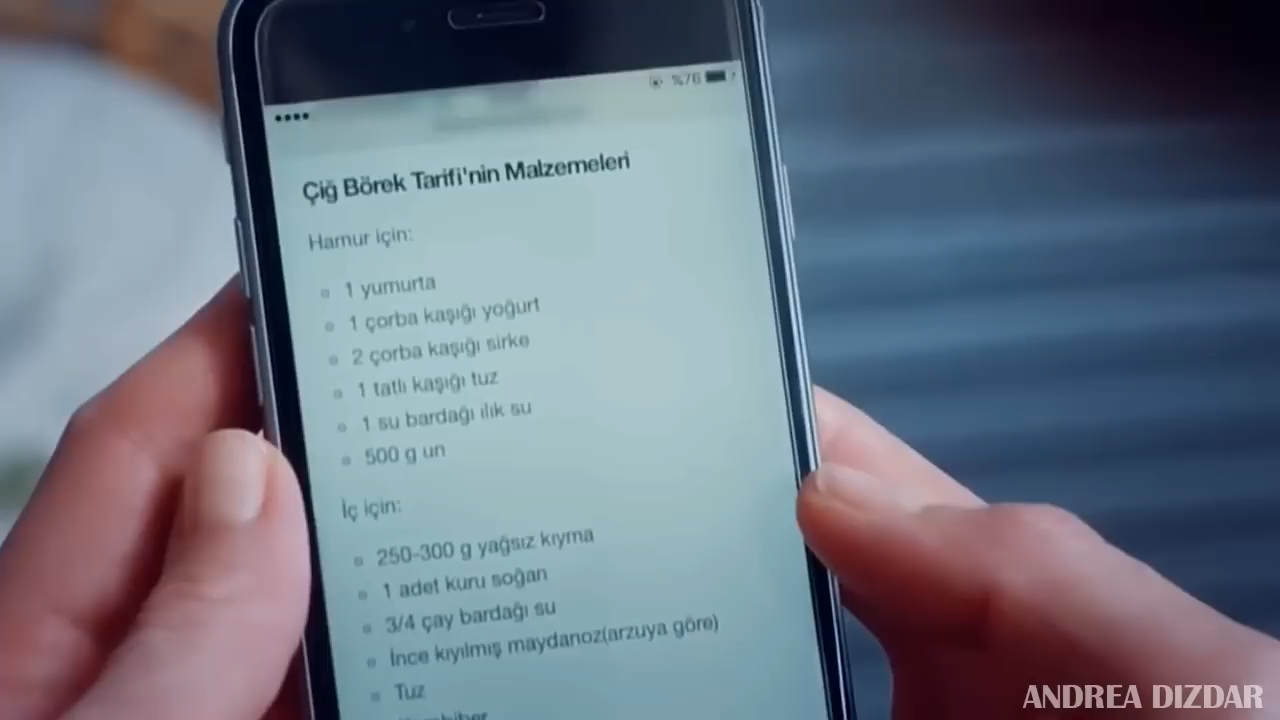 %76
Çiğ Börek Tarifi'nin Malzemeleri
Hamur için:
1 yumurta
1 çorba kaşığı yoğurt
2 çorba kaşığı sirke
1 tatlı kaşığı tuz
1 su bardağı ılık su
500 g un
İç için:
250-300 g yağsız kıyma
1 adet kuru soğan
3/4 çay bardağı su
İnce kıyılmış maydanoz(arzuya göre)
Tuz
ANDREA DIZDAR